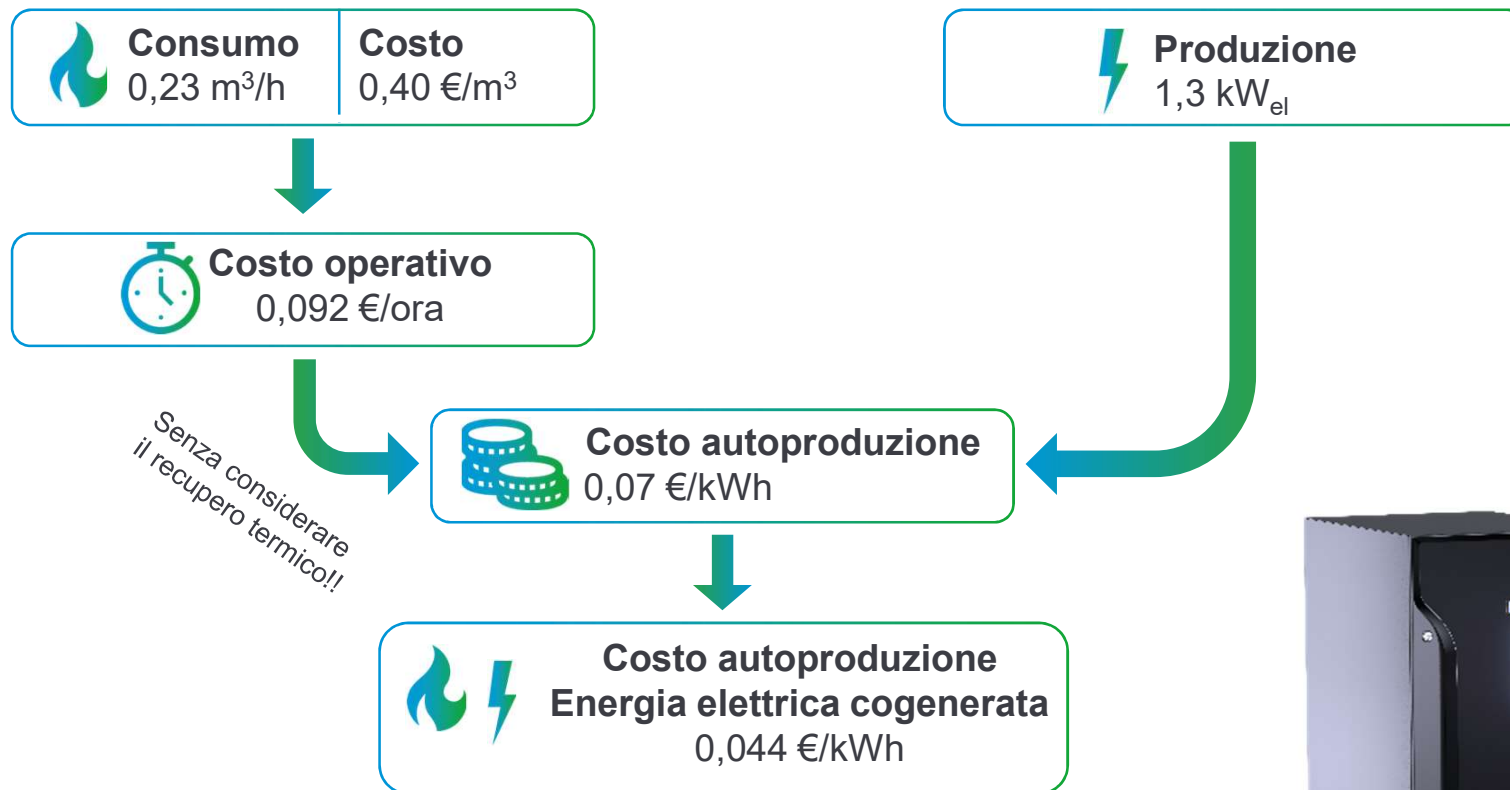 Consumo
0,23 m³/h
Costo
0,40 €/m³
Produzione
1,3 kWₑₗ
Costo operativo
0,092 €/ora
Senza considerare
il recupero termico!!
Costo autoproduzione
0,07 €/kWh
Costo autoproduzione
Energia elettrica cogenerata
0,044 €/kWh